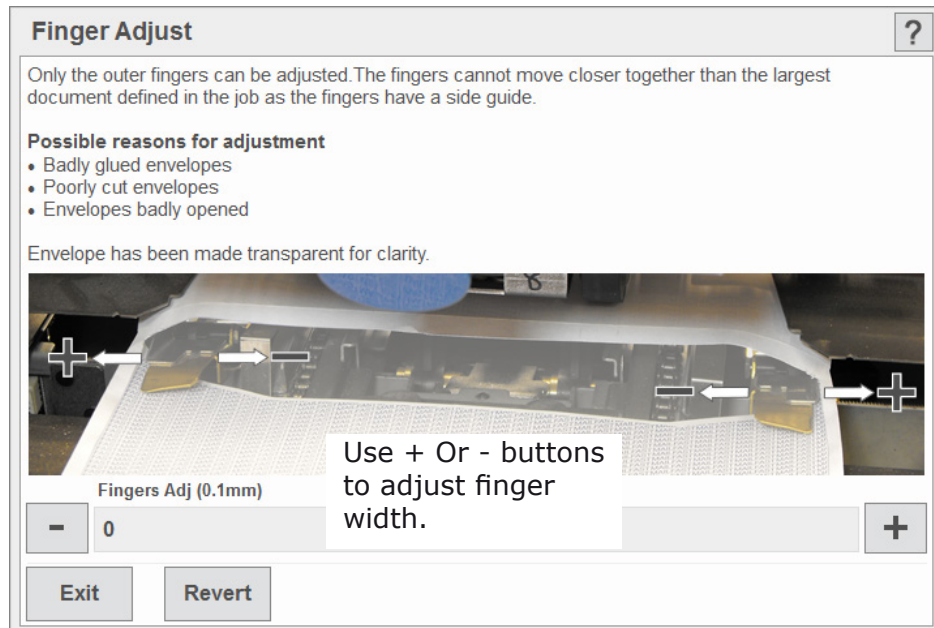 Finger Adjust
?
Only the outer fingers can be adjusted.The fingers cannot move closer together than the largest
document defined in the job as the fingers have a side guide.
Possible reasons for adjustment
• Badly glued envelopes
• Poorly cut envelopes
• Envelopes badly opened
Envelope has been made transparent for clarity.
8
+ - - +
Use + Or - buttons
to adjust finger
width.
Fingers Adj (0.1mm)
- 0 +
Exit Revert